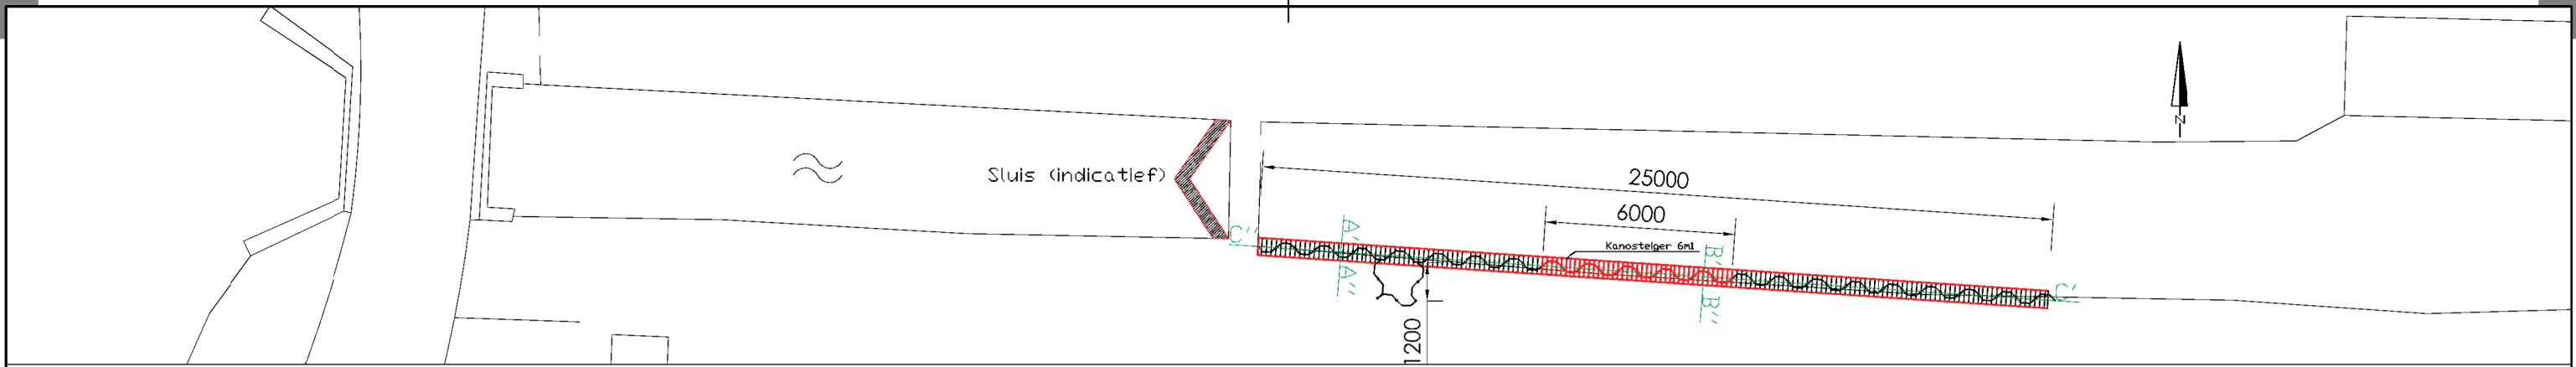 Sluis (indicatief)
25000
6000
Kanosteiger 6m1
C''
A'
A''
B'
B''
C'
1200
N